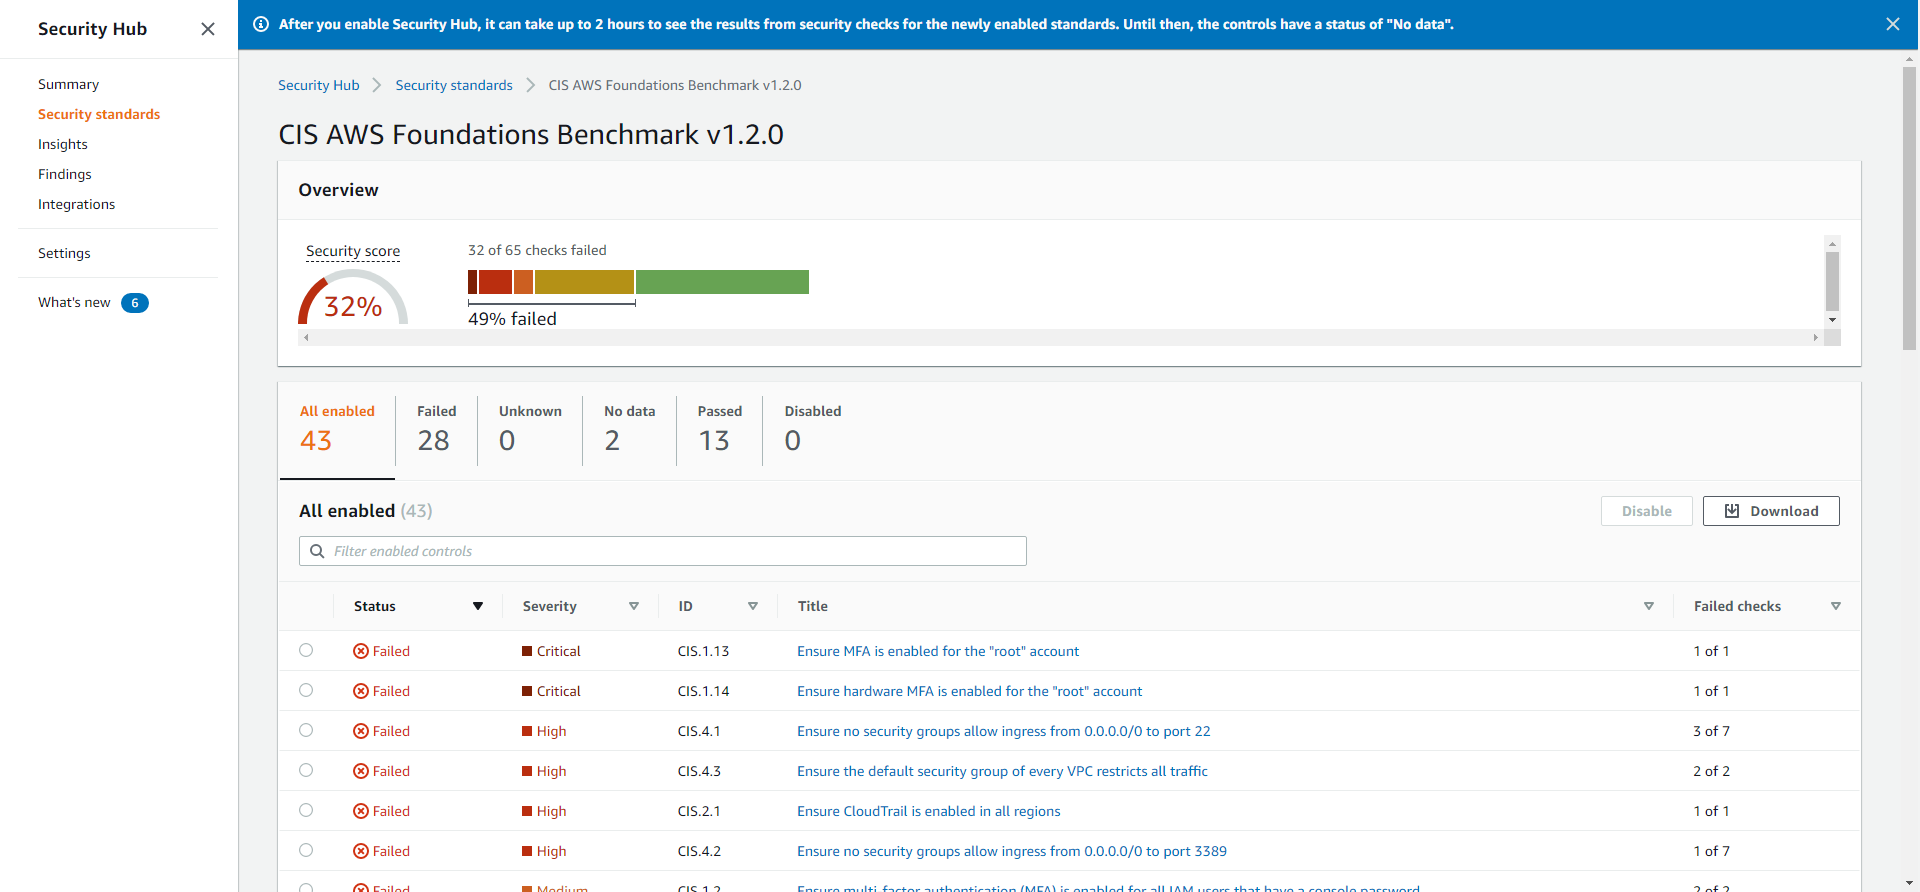 Security Hub
Summary
Security standards
Insights
Findings
Integrations
Settings
What's new 6
After you enable Security Hub, it can take up to 2 hours to see the results from security checks for the newly enabled standards. Until then, the controls have a status of "No data".
Security Hub Security standards CIS AWS Foundations Benchmark v1.2.0
CIS AWS Foundations Benchmark v1.2.0
Overview
Security score
32%
32 of 65 checks failed
49% failed
All enabled Failed Unknown No data Passed Disabled
43 28 0 2 13 0
All enabled (43)
Disable Download
Filter enabled controls
Status Severity ID Title Failed checks
Failed Critical CIS.1.13 Ensure MFA is enabled for the "root" account 1 of 1
Failed Critical CIS.1.14 Ensure hardware MFA is enabled for the "root" account 1 of 1
Failed High CIS.4.1 Ensure no security groups allow ingress from 0.0.0.0/0 to port 22 3 of 7
Failed High CIS.4.3 Ensure the default security group of every VPC restricts all traffic 2 of 2
Failed High CIS.2.1 Ensure CloudTrail is enabled in all regions 1 of 1
Failed High CIS.4.2 Ensure no security groups allow ingress from 0.0.0.0/0 to port 3389 1 of 7
Failed Medium CIS.1.2 Ensure multi-factor authentication (MFA) is enabled for all IAM users that have a console password 2 of 2